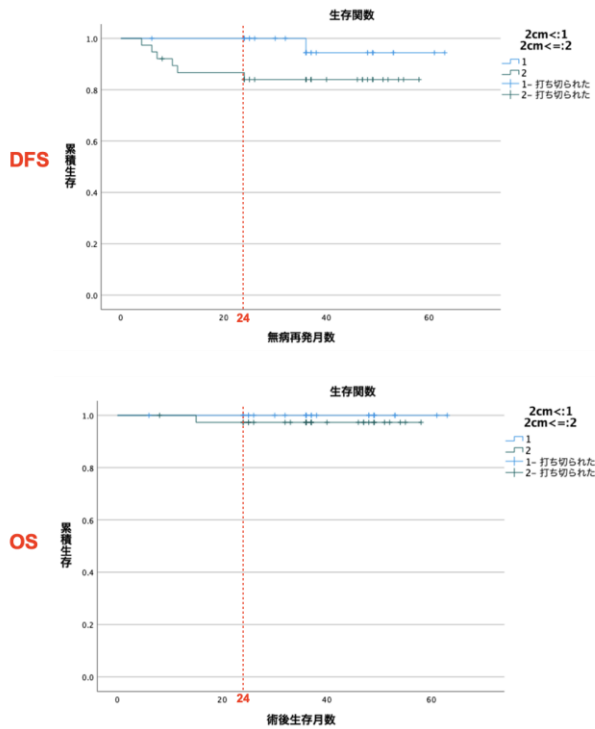 生存関数
2cm<:1
2cm<=:2
1
2
1- 打ち切られた
2- 打ち切られた
DFS
累積生存
1.0
0.8
0.6
0.4
0.2
0.0
0
20
24
40
60
無病再発月数
生存関数
2cm<:1
2cm<=:2
1
2
1- 打ち切られた
2- 打ち切られた
OS
累積生存
1.0
0.8
0.6
0.4
0.2
0.0
0
20
24
40
60
術後生存月数